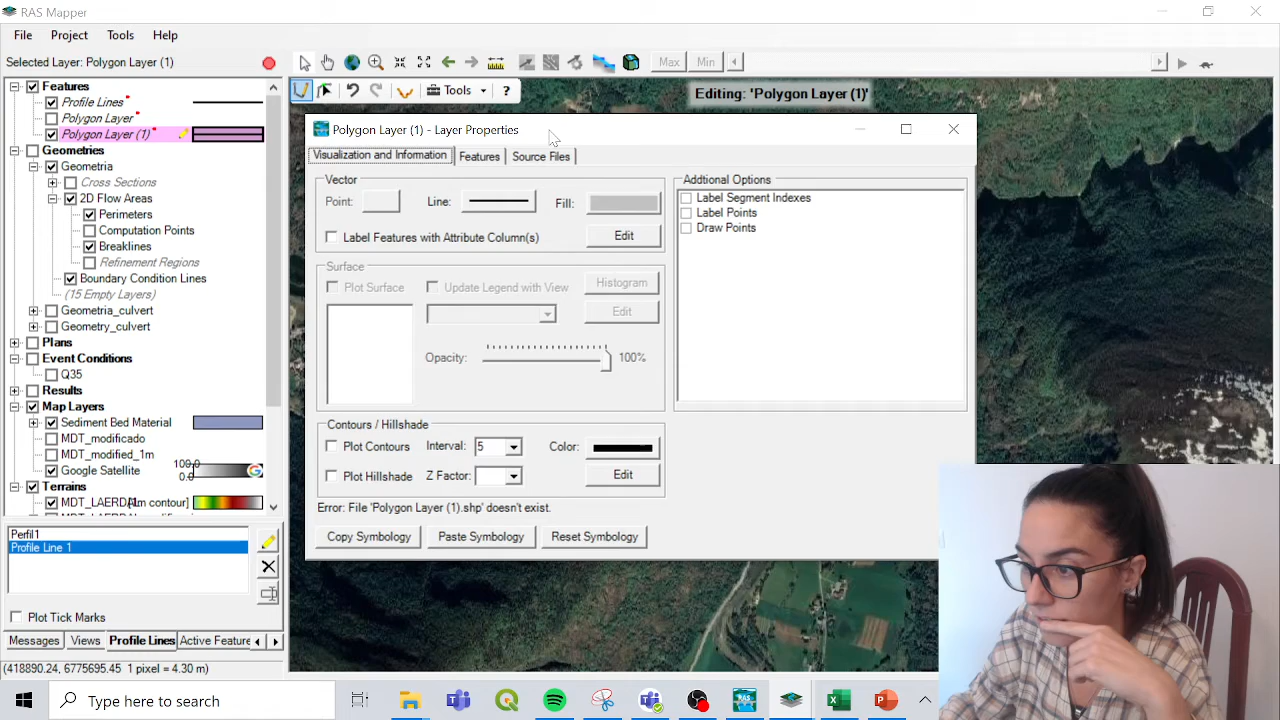 RAS Mapper
File Project Tools Help
Selected Layer: Polygon Layer (1)
Max Min
Tools ?
Editing: 'Polygon Layer (1)'
Features
Profile Lines
Polygon Layer
Polygon Layer (1)
Geometries
Geometria
Cross Sections
2D Flow Areas
Perimeters
Computation Points
Breaklines
Refinement Regions
Boundary Condition Lines
(15 Empty Layers)
Geometria_culvert
Geometry_culvert
Plans
Event Conditions
Q35
Results
Map Layers
Sediment Bed Material
MDT_modificado
MDT_modified_1m
100.0
Google Satellite
0.0
G
Terrains
Perfil1
Profile Line 1
Plot Tick Marks
Messages Views Profile Lines Active Feature
(418890.24, 6775695.45 1 pixel = 4.30 m)
Polygon Layer (1) - Layer Properties
Visualization and Information Features Source Files
Vector
Point: Line: Fill:
Label Features with Attribute Column(s) Edit
Surface
Plot Surface Update Legend with View Histogram
Edit
Opacity: 100%
Contours / Hillshade
Plot Contours Interval: 5 Color:
Plot Hillshade Z Factor: Edit
Error: File 'Polygon Layer (1).shp' doesn't exist.
Copy Symbology Paste Symbology Reset Symbology
Addtional Options
Label Segment Indexes
Label Points
Draw Points
Type here to search